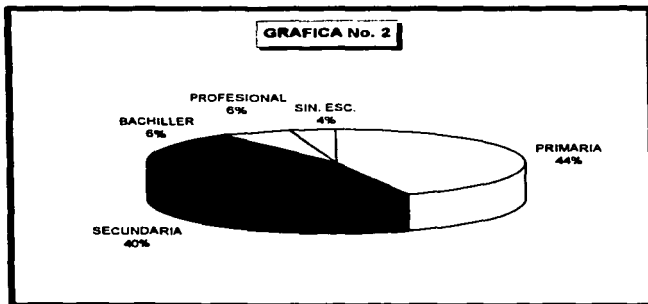 GRAFICA No. 2
PROFESIONAL
6%
SIN. ESC.
4%
BACHILLER
6%
PRIMARIA
44%
SECUNDARIA
40%